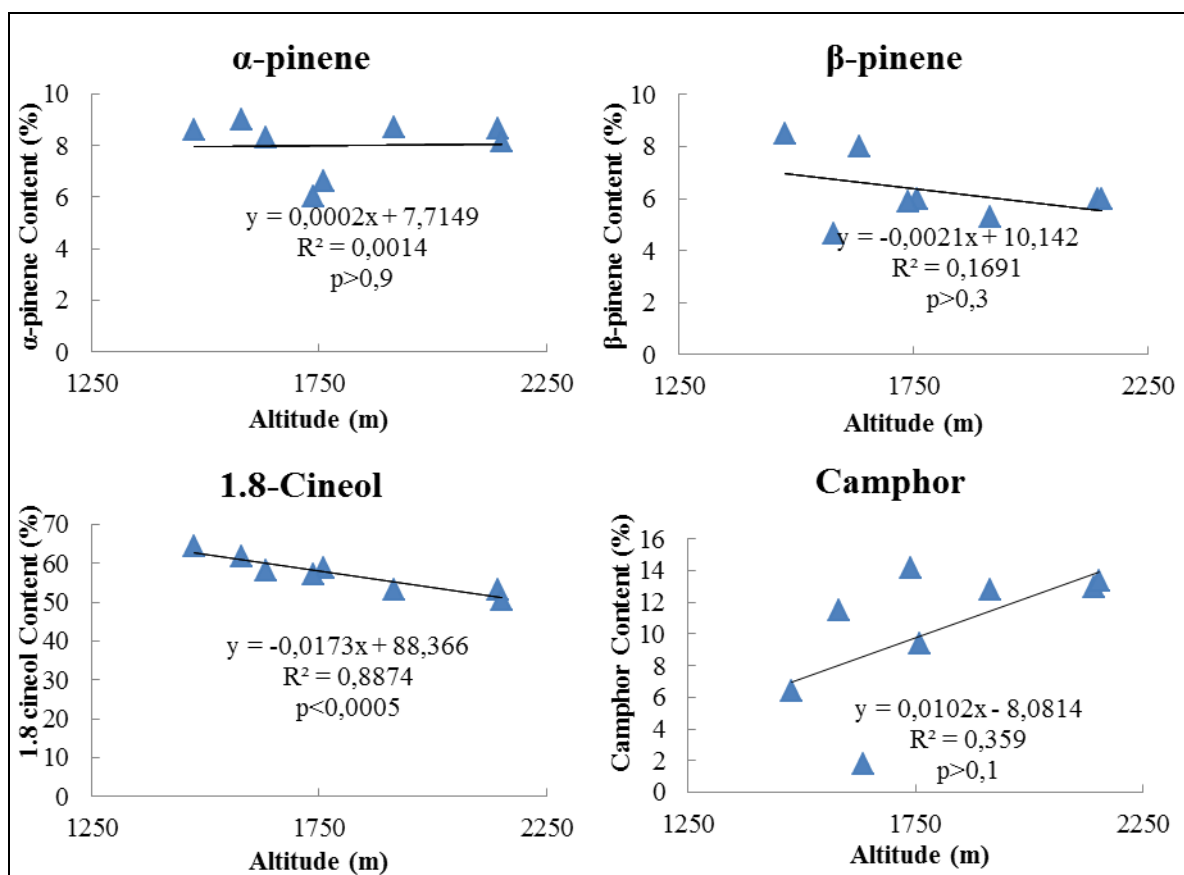 α-pinene
α-pinene Content (%)
10
8
6
4
2
0
y = 0,0002x + 7,7149
R² = 0,0014
p>0,9
1250
1750
2250
Altitude (m)
β-pinene
β-pinene Content (%)
10
8
6
4
2
0
y = -0,0021x + 10,142
R² = 0,1691
p>0,3
1250
1750
2250
Altitude (m)
1.8-Cineol
1.8 cineol Content (%)
70
60
50
40
30
20
10
0
y = -0,0173x + 88,366
R² = 0,8874
p<0,0005
1250
1750
2250
Altitude (m)
Camphor
Camphor Content (%)
16
14
12
10
8
6
4
2
0
y = 0,0102x - 8,0814
R² = 0,359
p>0,1
1250
1750
2250
Altitude (m)